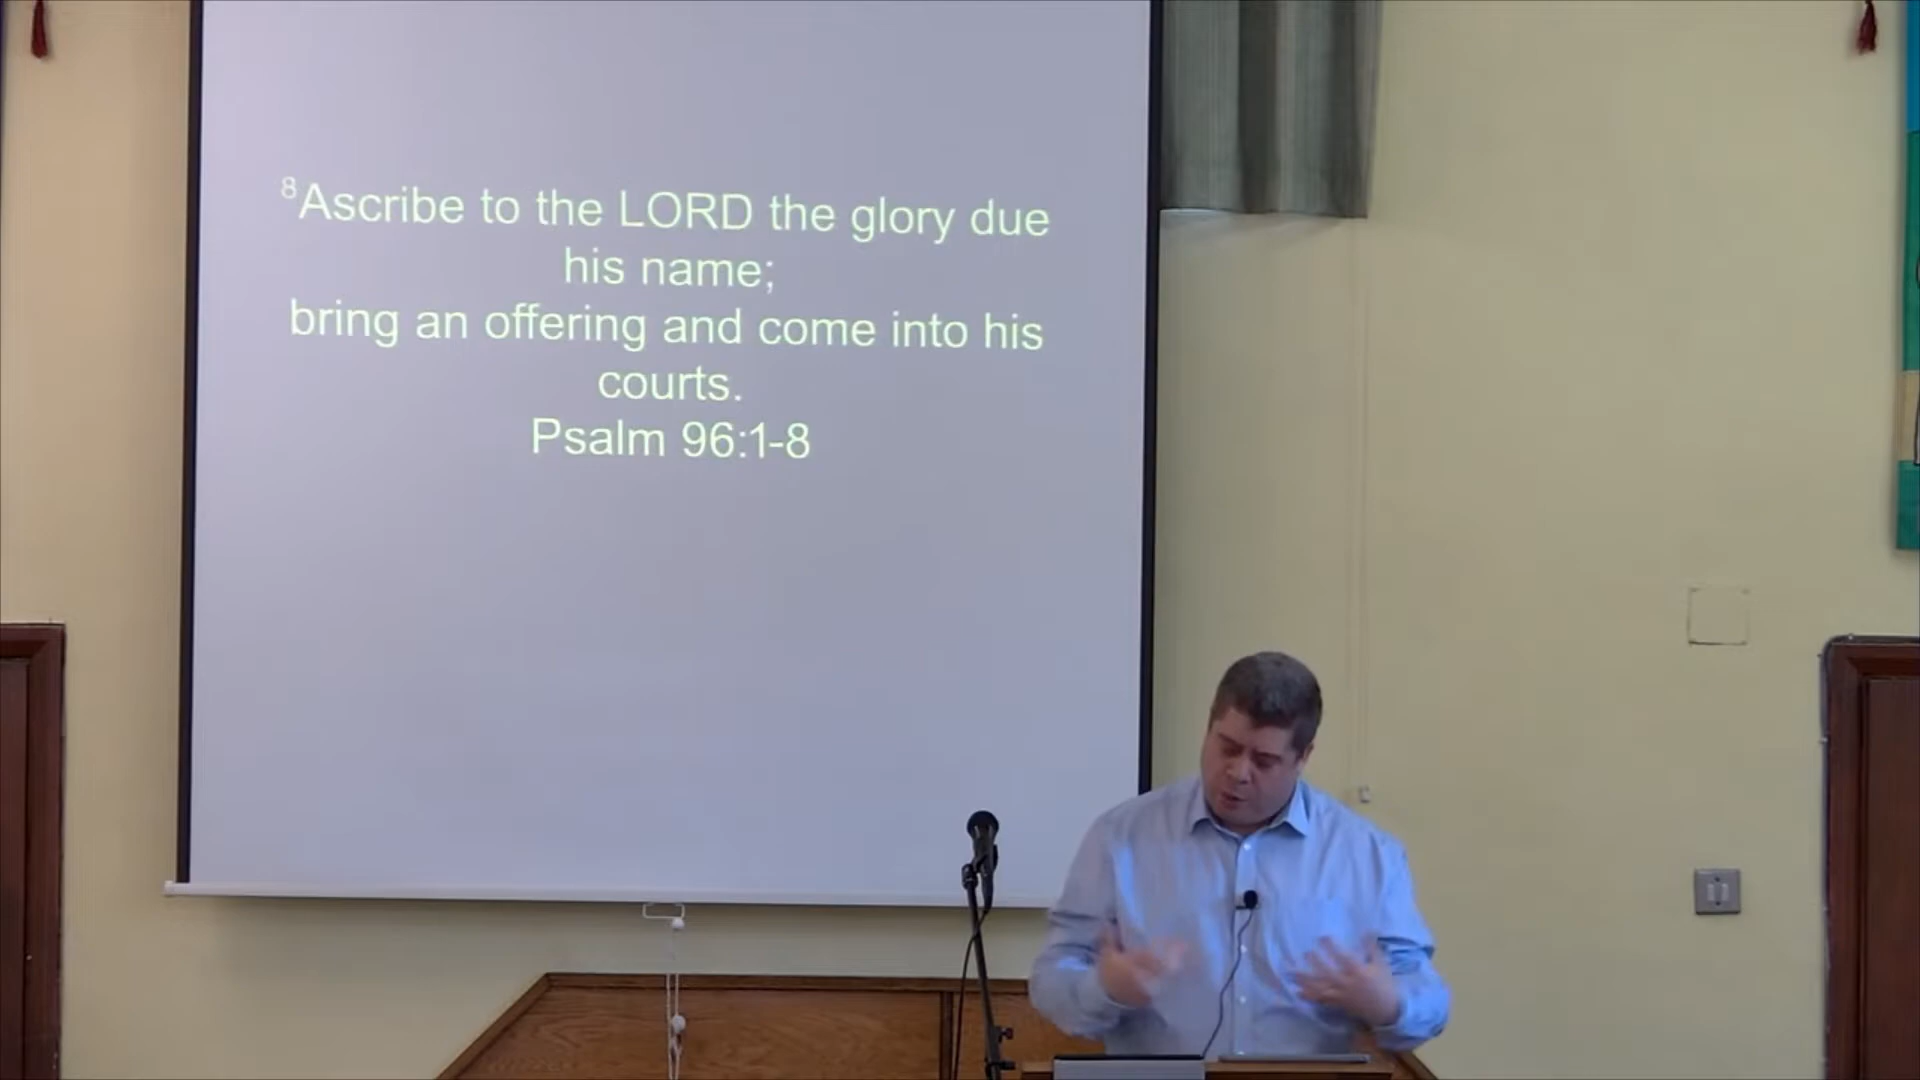 ⁸Ascribe to the LORD the glory due
his name;
bring an offering and come into his
courts.
Psalm 96:1-8